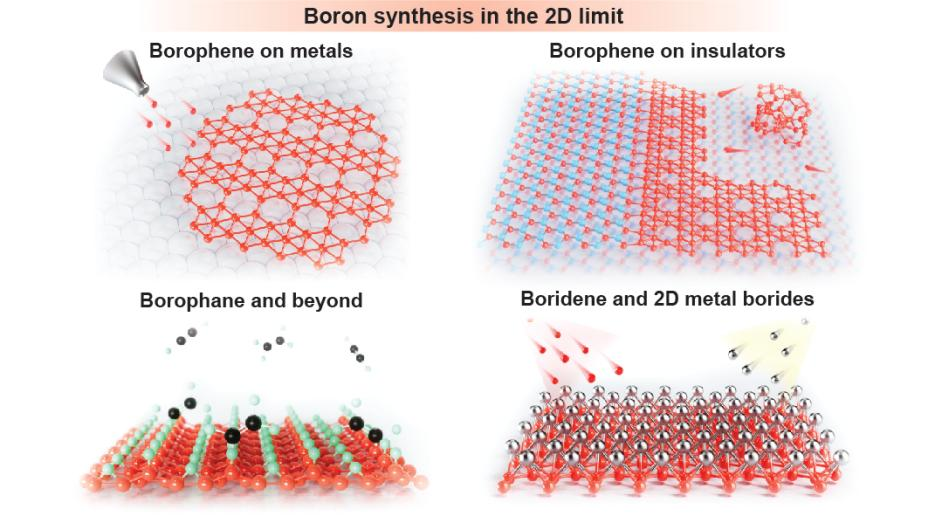 Boron synthesis in the 2D limit
Borophene on metals
Borophene on insulators
Borophane and beyond
Boridene and 2D metal borides